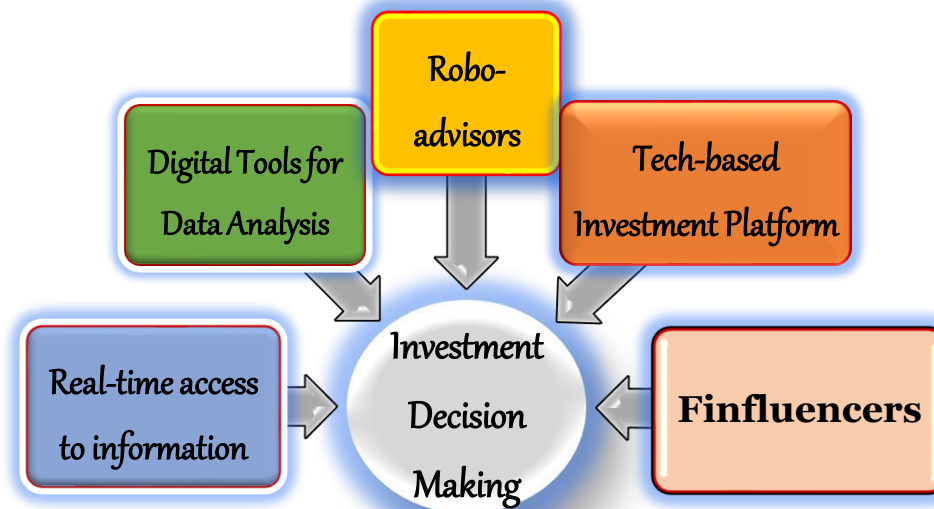 Robo-
advisors
Digital Tools for
Data Analysis
Tech-based
Investment Platform
Real-time access
to information
Investment
Decision
Making
Finfluencers